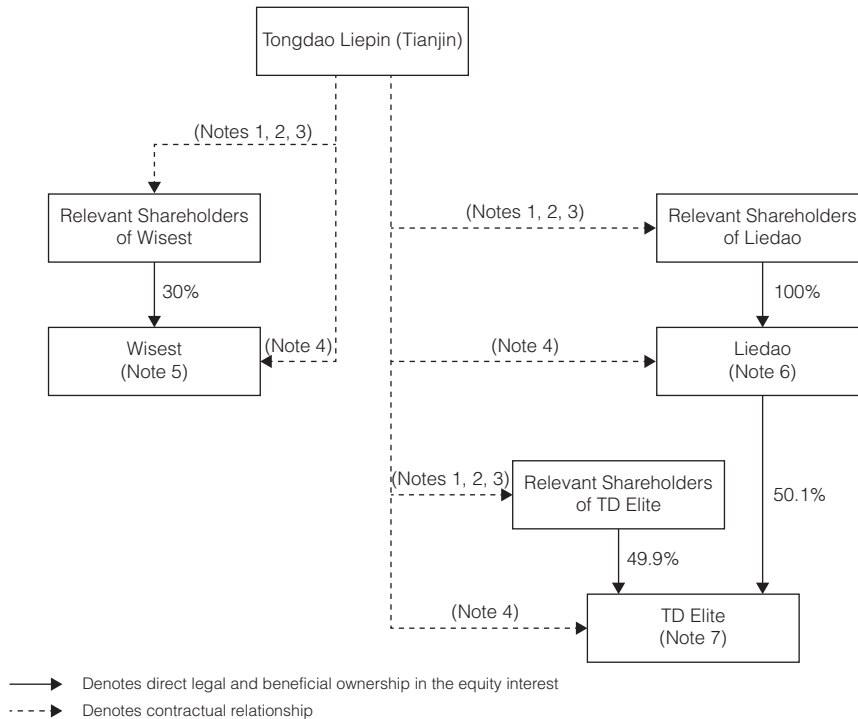 Tongdao Liepin (Tianjin)
(Notes 1, 2, 3)
Relevant Shareholders
of Wisest
(Notes 1, 2, 3)
Relevant Shareholders
of Liedao
30%
100%
Wisest
(Note 5)
(Note 4)
(Note 4)
Liedao
(Note 6)
(Notes 1, 2, 3)
Relevant Shareholders
of TD Elite
50.1%
49.9%
(Note 4)
TD Elite
(Note 7)
Denotes direct legal and beneficial ownership in the equity interest
Denotes contractual relationship